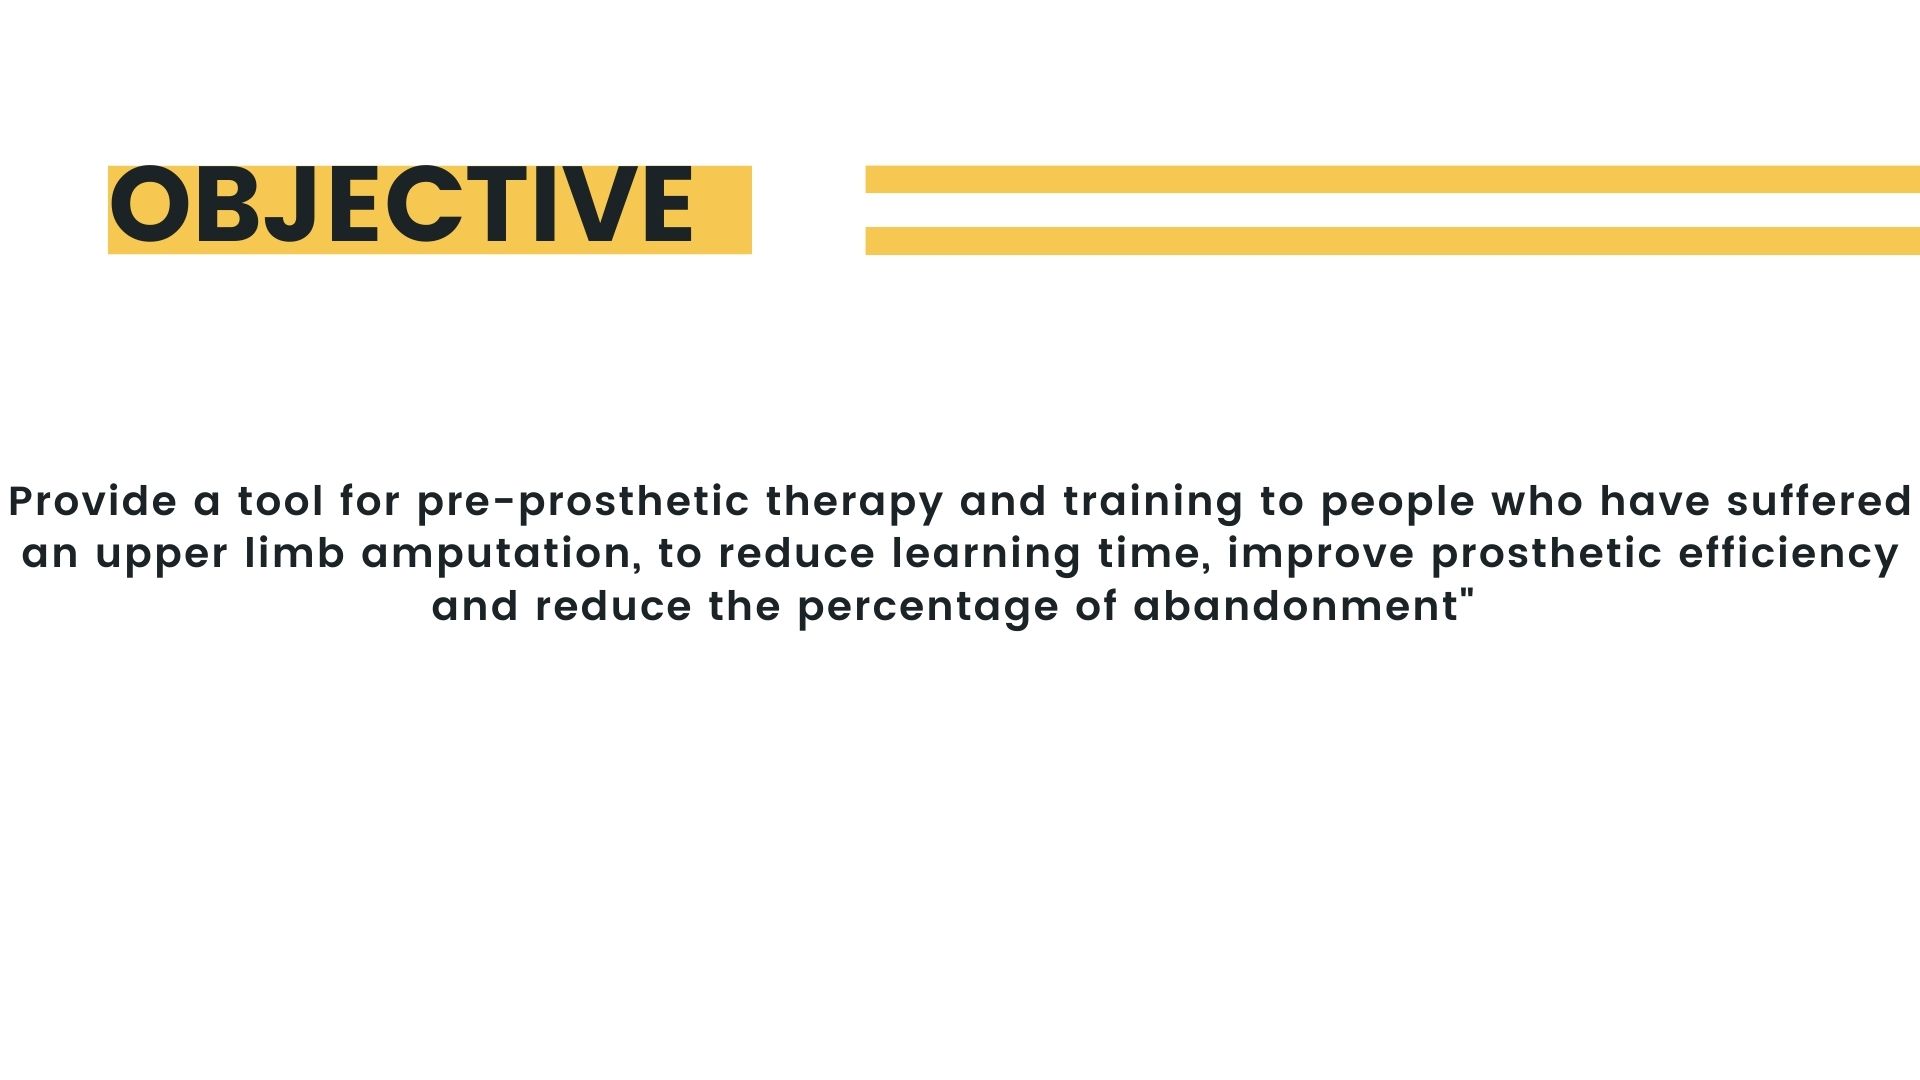 OBJECTIVE
Provide a tool for pre-prosthetic therapy and training to people who have suffered
an upper limb amputation, to reduce learning time, improve prosthetic efficiency
and reduce the percentage of abandonment"